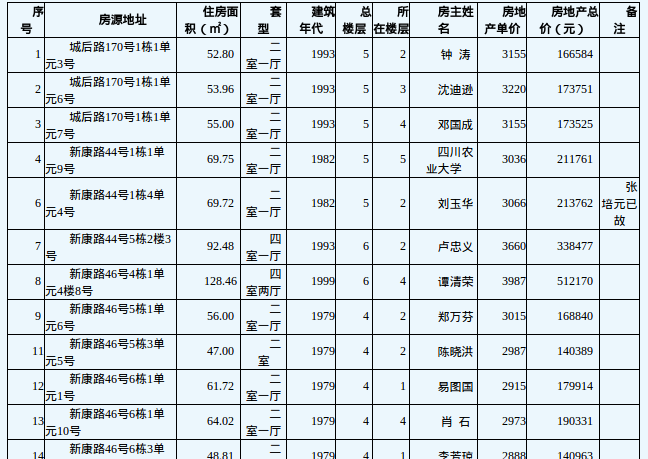 序号 房源地址 住房面积（㎡） 套型 建筑年代 总楼层 所在楼层 房主姓名 房地产单价 房地产总价（元） 备注
1 城后路170号1栋1单元3号 52.80 二室一厅 1993 5 2 钟 涛 3155 166584
2 城后路170号1栋1单元6号 53.96 二室一厅 1993 5 3 沈迪逊 3220 173751
3 城后路170号1栋1单元7号 55.00 二室一厅 1993 5 4 邓国成 3155 173525
4 新康路44号1栋1单元9号 69.75 二室一厅 1982 5 5 四川农业大学 3036 211761
6 新康路44号1栋4单元4号 69.72 二室一厅 1982 5 2 刘玉华 3066 213762 张培元已故
7 新康路44号5栋2楼3号 92.48 四室一厅 1993 6 2 卢忠义 3660 338477
8 新康路46号4栋1单元4楼8号 128.46 四室两厅 1999 6 4 谭清荣 3987 512170
9 新康路46号5栋1单元6号 56.00 二室一厅 1979 4 2 郑万芬 3015 168840
11 新康路46号5栋3单元5号 47.00 二室 1979 4 2 陈晓洪 2987 140389
12 新康路46号6栋1单元1号 61.72 二室一厅 1979 4 1 易图国 2915 179914
13 新康路46号6栋1单元10号 64.02 二室一厅 1979 4 4 肖 石 2973 190331
14 新康路46号6栋3单 48.81 二 1979 4 1 李芳琼 2888 140963